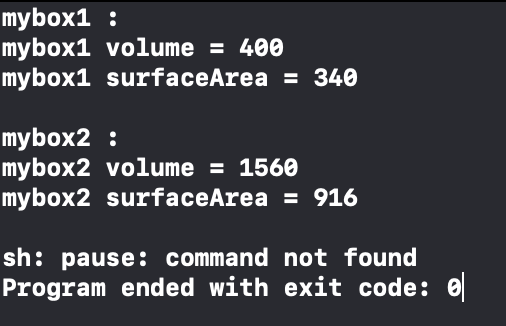 mybox1 :
mybox1 volume = 400
mybox1 surfaceArea = 340
mybox2 :
mybox2 volume = 1560
mybox2 surfaceArea = 916
sh: pause: command not found
Program ended with exit code: 0